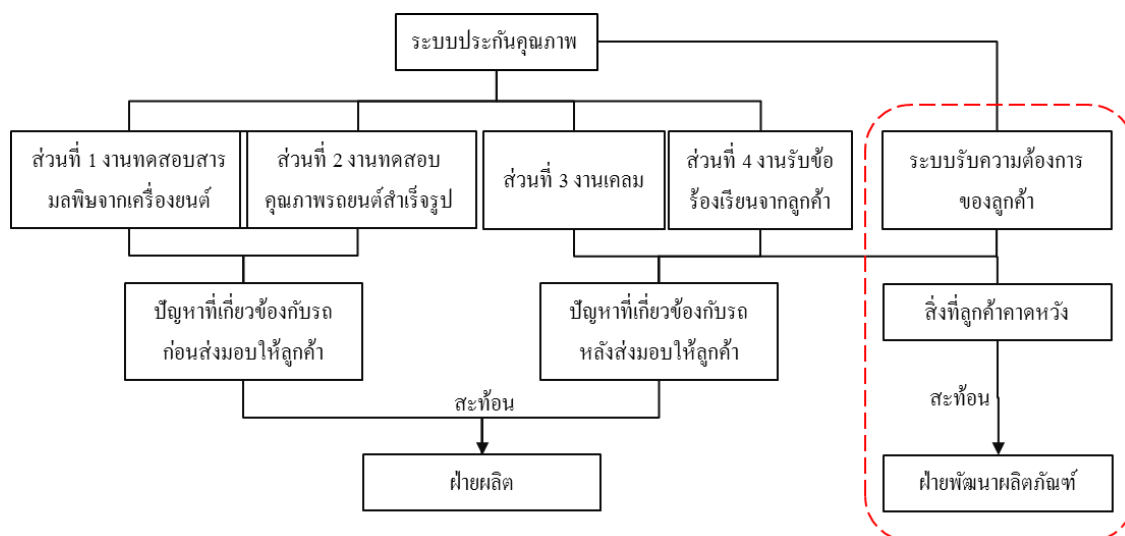 ระบบประกันคุณภาพ
ส่วนที่ 1 งานทดสอบสาร
มลพิษจากเครื่องยนต์
ส่วนที่ 2 งานทดสอบ
คุณภาพรถยนต์สำเร็จรูป
ส่วนที่ 3 งานเคลม
ส่วนที่ 4 งานรับข้อ
ร้องเรียนจากลูกค้า
ระบบรับความต้องการ
ของลูกค้า
ปัญหาที่เกี่ยวข้องกับรถ
ก่อนส่งมอบให้ลูกค้า
ปัญหาที่เกี่ยวข้องกับรถ
หลังส่งมอบให้ลูกค้า
สิ่งที่ลูกค้าคาดหวัง
สะท้อน
สะท้อน
ฝ่ายผลิต
ฝ่ายพัฒนาผลิตภัณฑ์